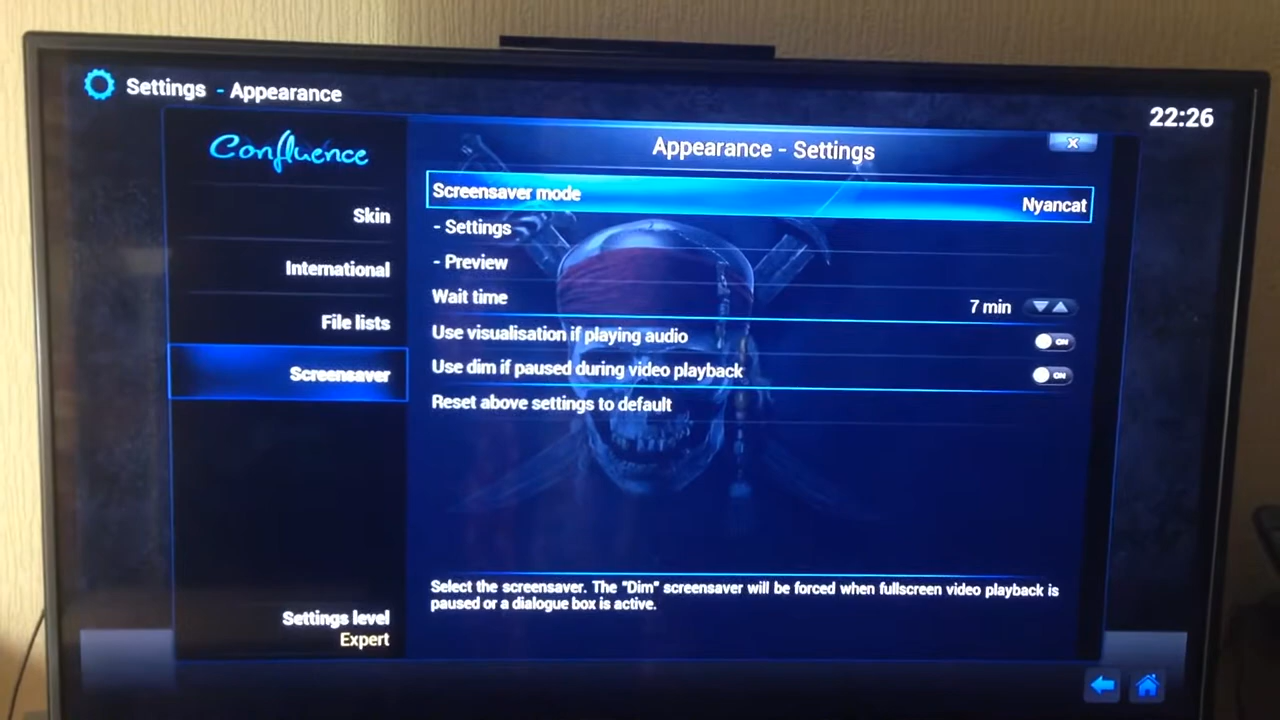 Settings - Appearance
22:26
Confluence
Appearance - Settings
Skin
International
File lists
Screensaver
Screensaver mode Nyancat
- Settings
- Preview
Wait time 7 min
Use visualisation if playing audio ON
Use dim if paused during video playback ON
Reset above settings to default
Select the screensaver. The "Dim" screensaver will be forced when fullscreen video playback is
paused or a dialogue box is active.
Settings level
Expert